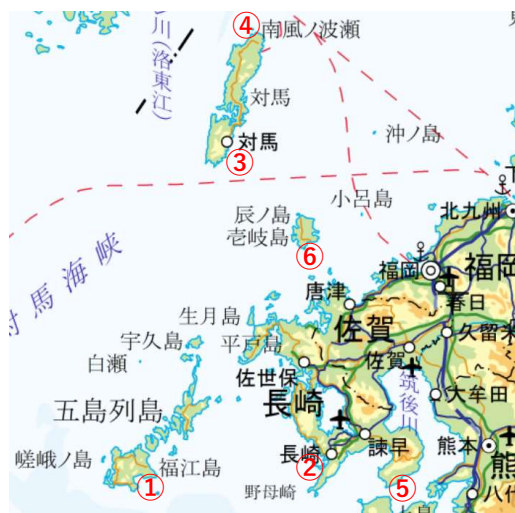 ④
南風ノ波瀬
川(洛東江)
対馬
対馬
③
沖ノ島
小呂島
北九州
辰ノ島
壱岐島
⑥
福岡
福岡
春日
対馬海峡
唐津
生月島
平戸島
佐賀
久留米
宇久島
白瀬
佐世保
佐賀
筑後川
大牟田
五島列島
長崎
嵯峨ノ島
福江島
①
長崎
②
諫早
熊本
熊
野母崎
⑤
八代